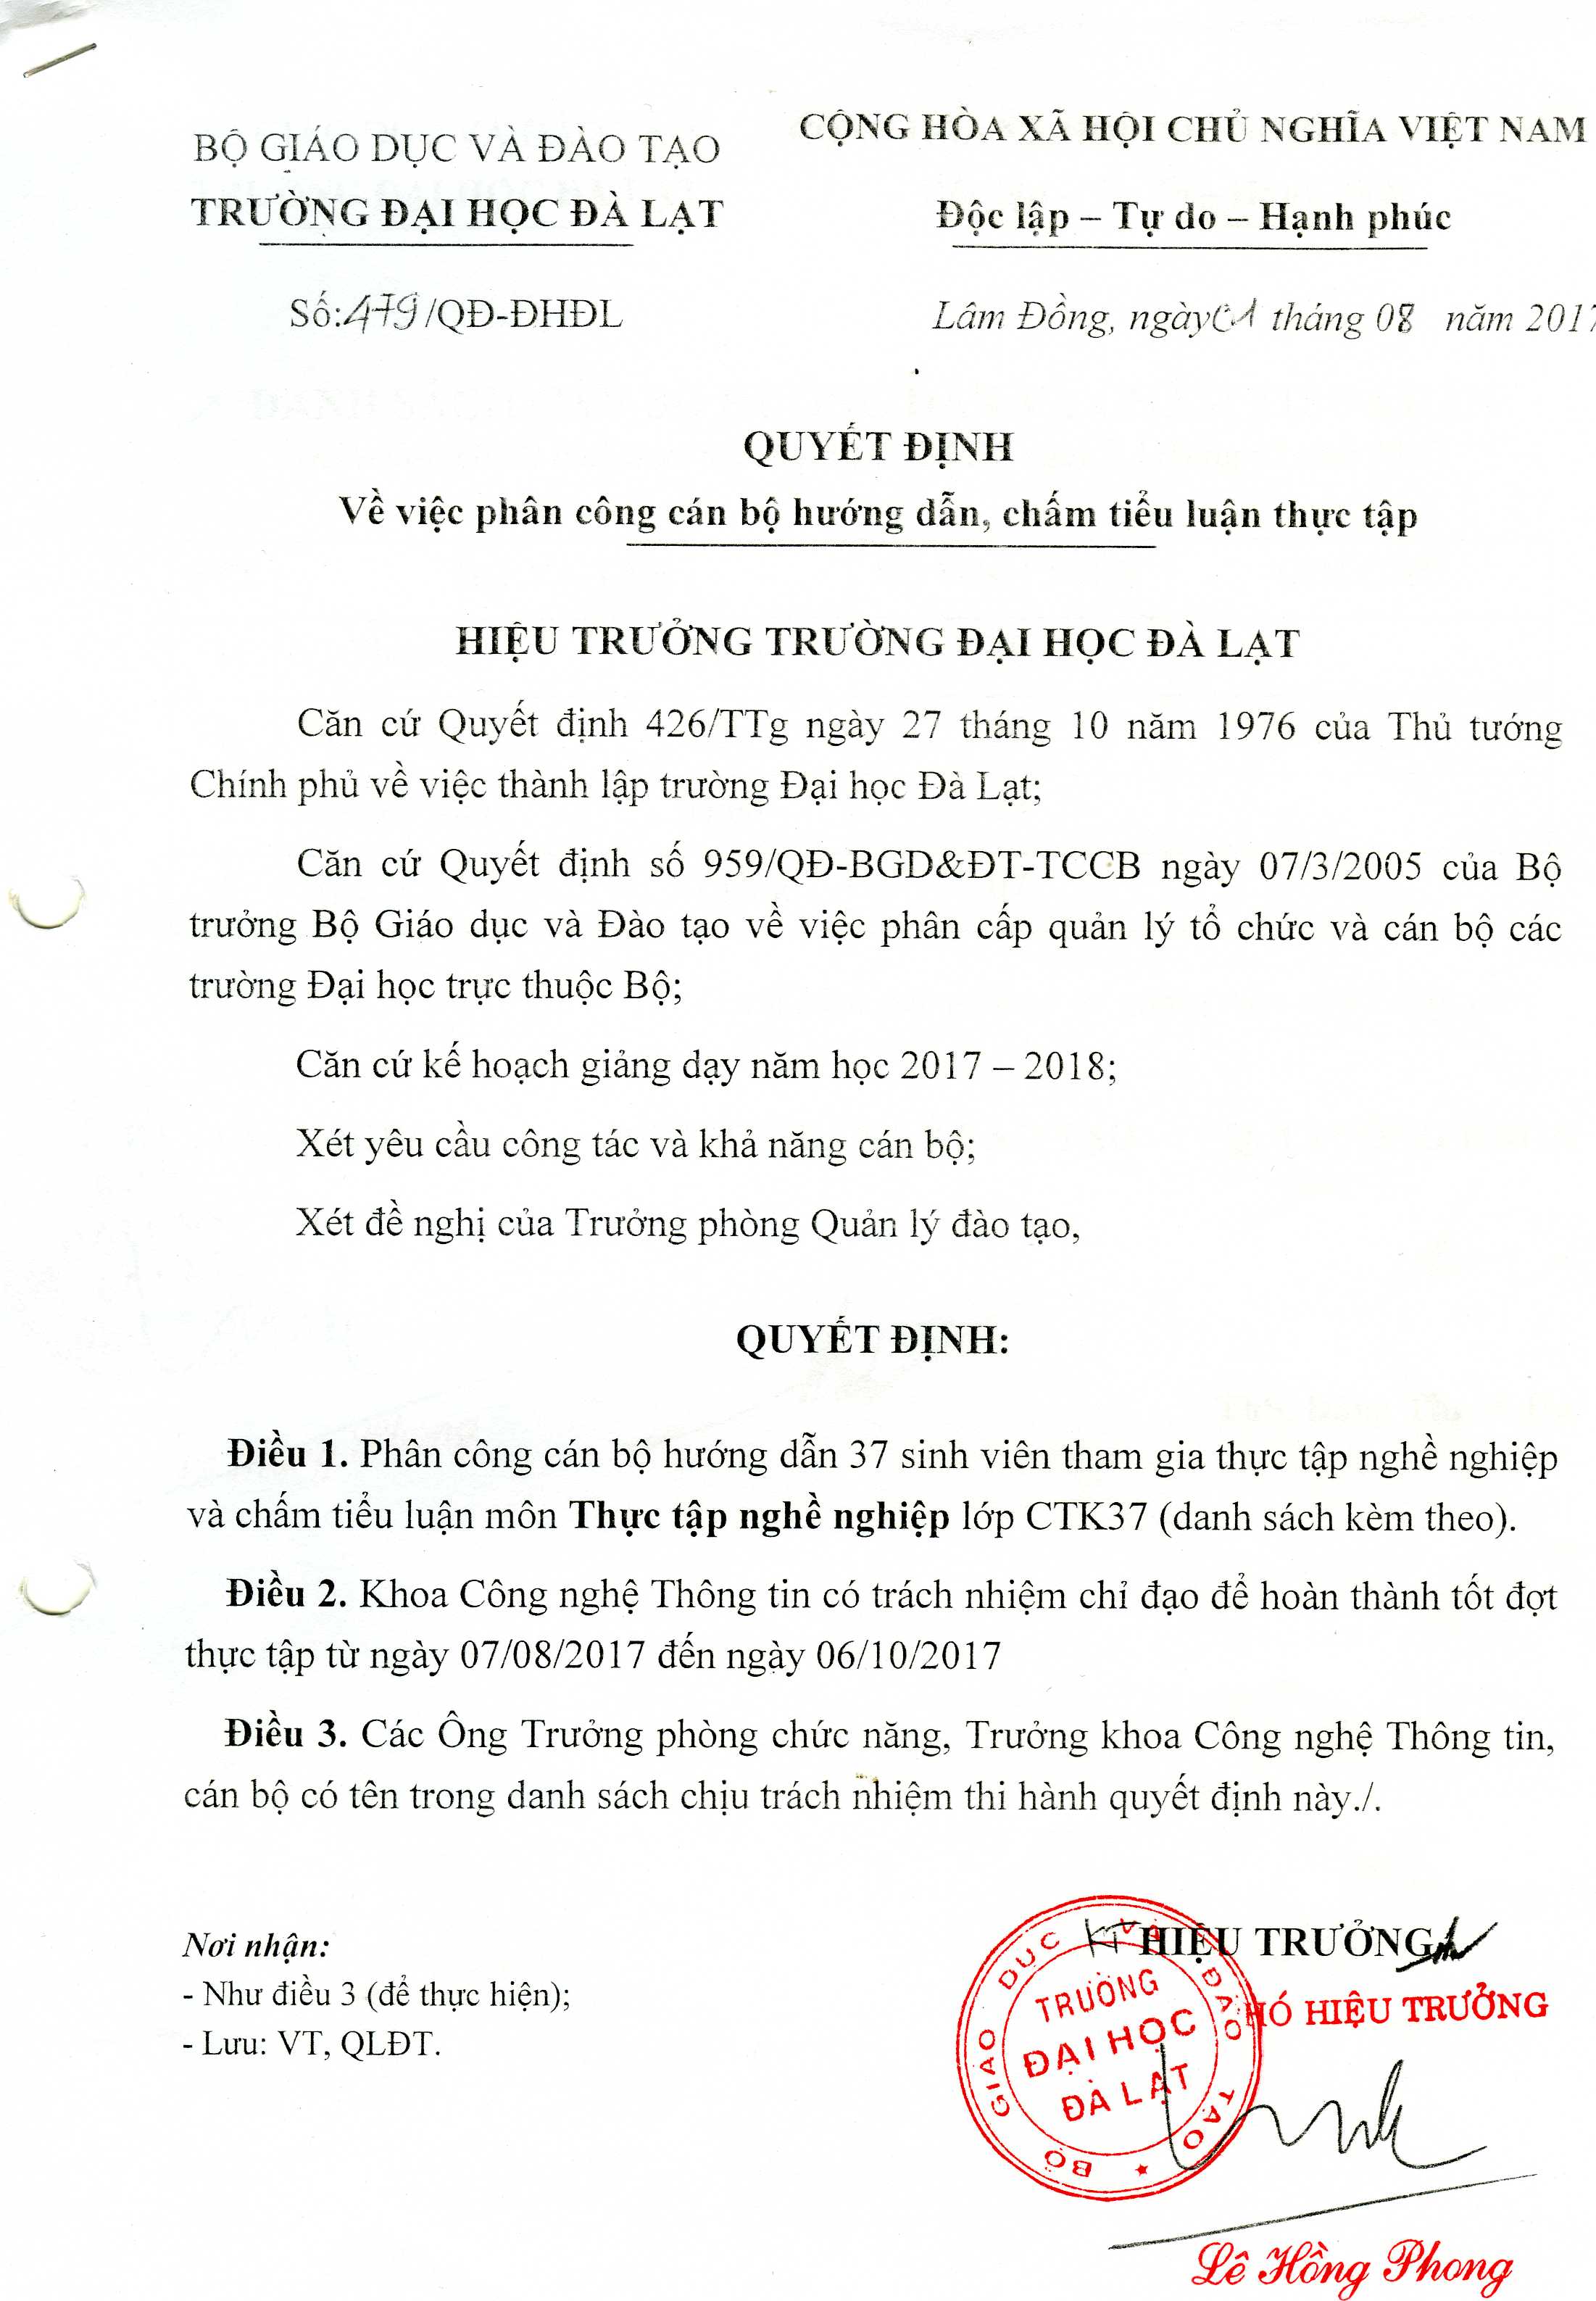 BỘ GIÁO DỤC VÀ ĐÀO TẠO
TRƯỜNG ĐẠI HỌC ĐÀ LẠT
Số: 479/QĐ-ĐHĐL
CỘNG HÒA XÃ HỘI CHỦ NGHĨA VIỆT NAM
Độc lập – Tự do – Hạnh phúc
Lâm Đồng, ngày 01 tháng 08 năm 2017
QUYẾT ĐỊNH
Về việc phân công cán bộ hướng dẫn, chấm tiểu luận thực tập
HIỆU TRƯỞNG TRƯỜNG ĐẠI HỌC ĐÀ LẠT
Căn cứ Quyết định 426/TTg ngày 27 tháng 10 năm 1976 của Thủ tướng
Chính phủ về việc thành lập trường Đại học Đà Lạt;
Căn cứ Quyết định số 959/QĐ-BGD&ĐT-TCCB ngày 07/3/2005 của Bộ
trưởng Bộ Giáo dục và Đào tạo về việc phân cấp quản lý tổ chức và cán bộ các
trường Đại học trực thuộc Bộ;
Căn cứ kế hoạch giảng dạy năm học 2017 – 2018;
Xét yêu cầu công tác và khả năng cán bộ;
Xét đề nghị của Trưởng phòng Quản lý đào tạo,
QUYẾT ĐỊNH:
Điều 1. Phân công cán bộ hướng dẫn 37 sinh viên tham gia thực tập nghề nghiệp
và chấm tiểu luận môn Thực tập nghề nghiệp lớp CTK37 (danh sách kèm theo).
Điều 2. Khoa Công nghệ Thông tin có trách nhiệm chỉ đạo để hoàn thành tốt đợt
thực tập từ ngày 07/08/2017 đến ngày 06/10/2017
Điều 3. Các Ông Trưởng phòng chức năng, Trưởng khoa Công nghệ Thông tin,
cán bộ có tên trong danh sách chịu trách nhiệm thi hành quyết định này./.
Nơi nhận:
- Như điều 3 (để thực hiện);
- Lưu: VT, QLĐT.
KT HIỆU TRƯỞNG
PHÓ HIỆU TRƯỞNG
BỘ GIÁO DỤC VÀ ĐÀO TẠO
TRƯỜNG
ĐẠI HỌC
ĐÀ LẠT
Lê Hồng Phong